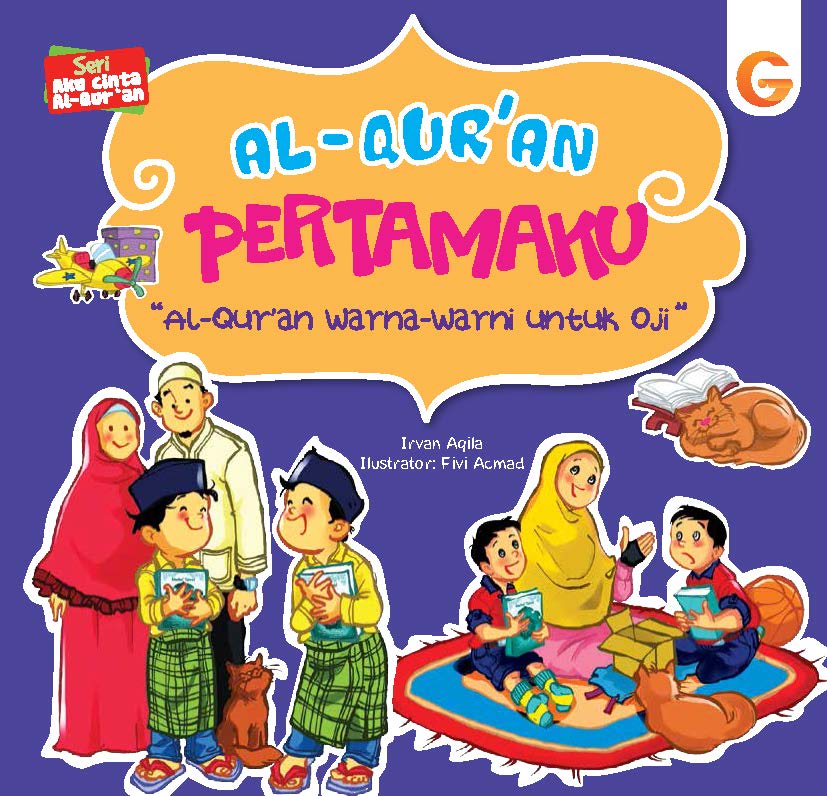 Seri
Aku cinta
Al-Qur'an
G
AL-QUR'AN
PERTAMAKU
"Al-Qur'an Warna-Warni untuk Oji"
Irvan Aqila
Ilustrator: Fivi Acmad